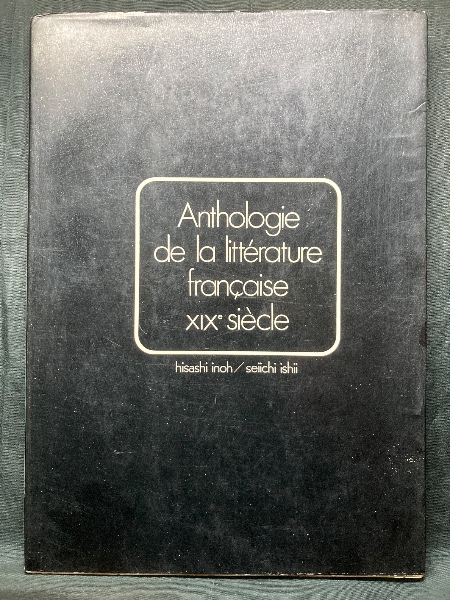 Anthologie
de la littérature
française
XIXe siècle
hisashi inoh/seiichi ishii